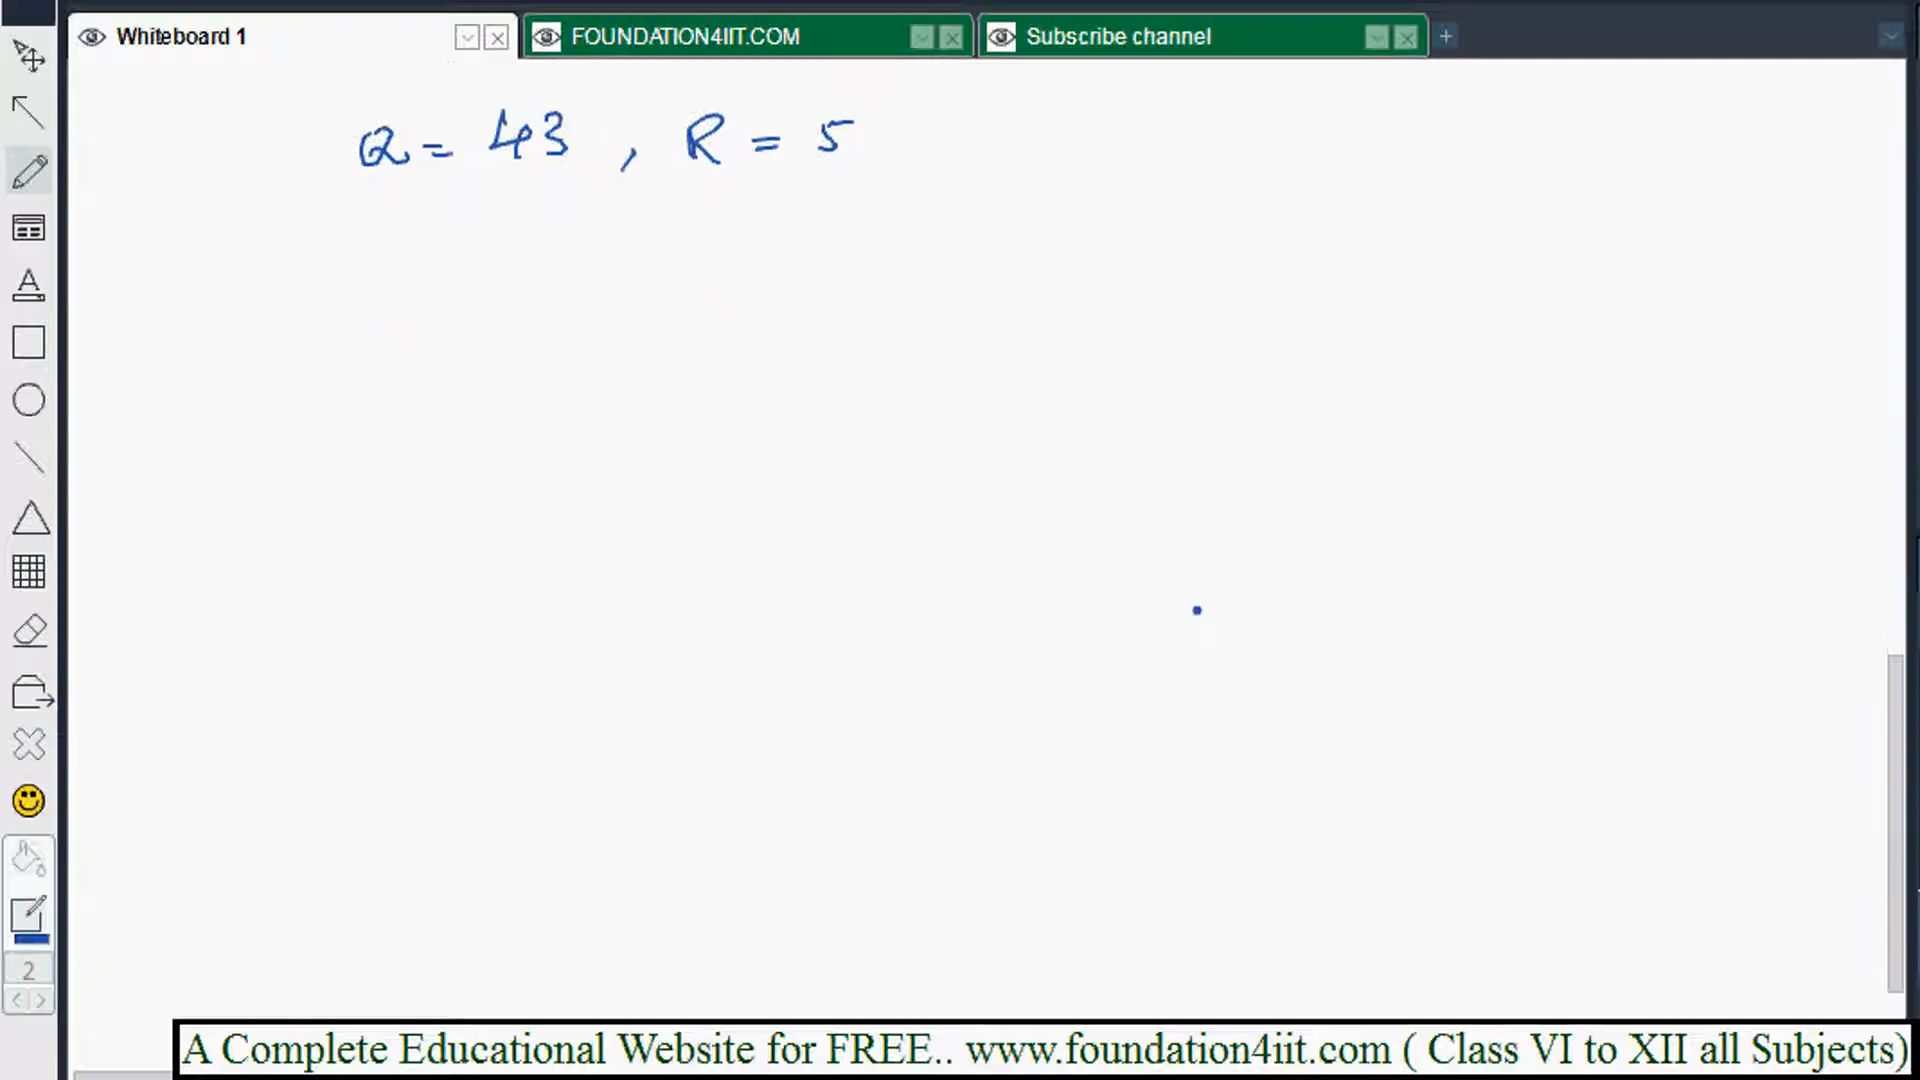 Whiteboard 1 FOUNDATION4IIT.COM Subscribe channel
Q = 43 , R = 5
2
A Complete Educational Website for FREE.. www.foundation4iit.com ( Class VI to XII all Subjects)